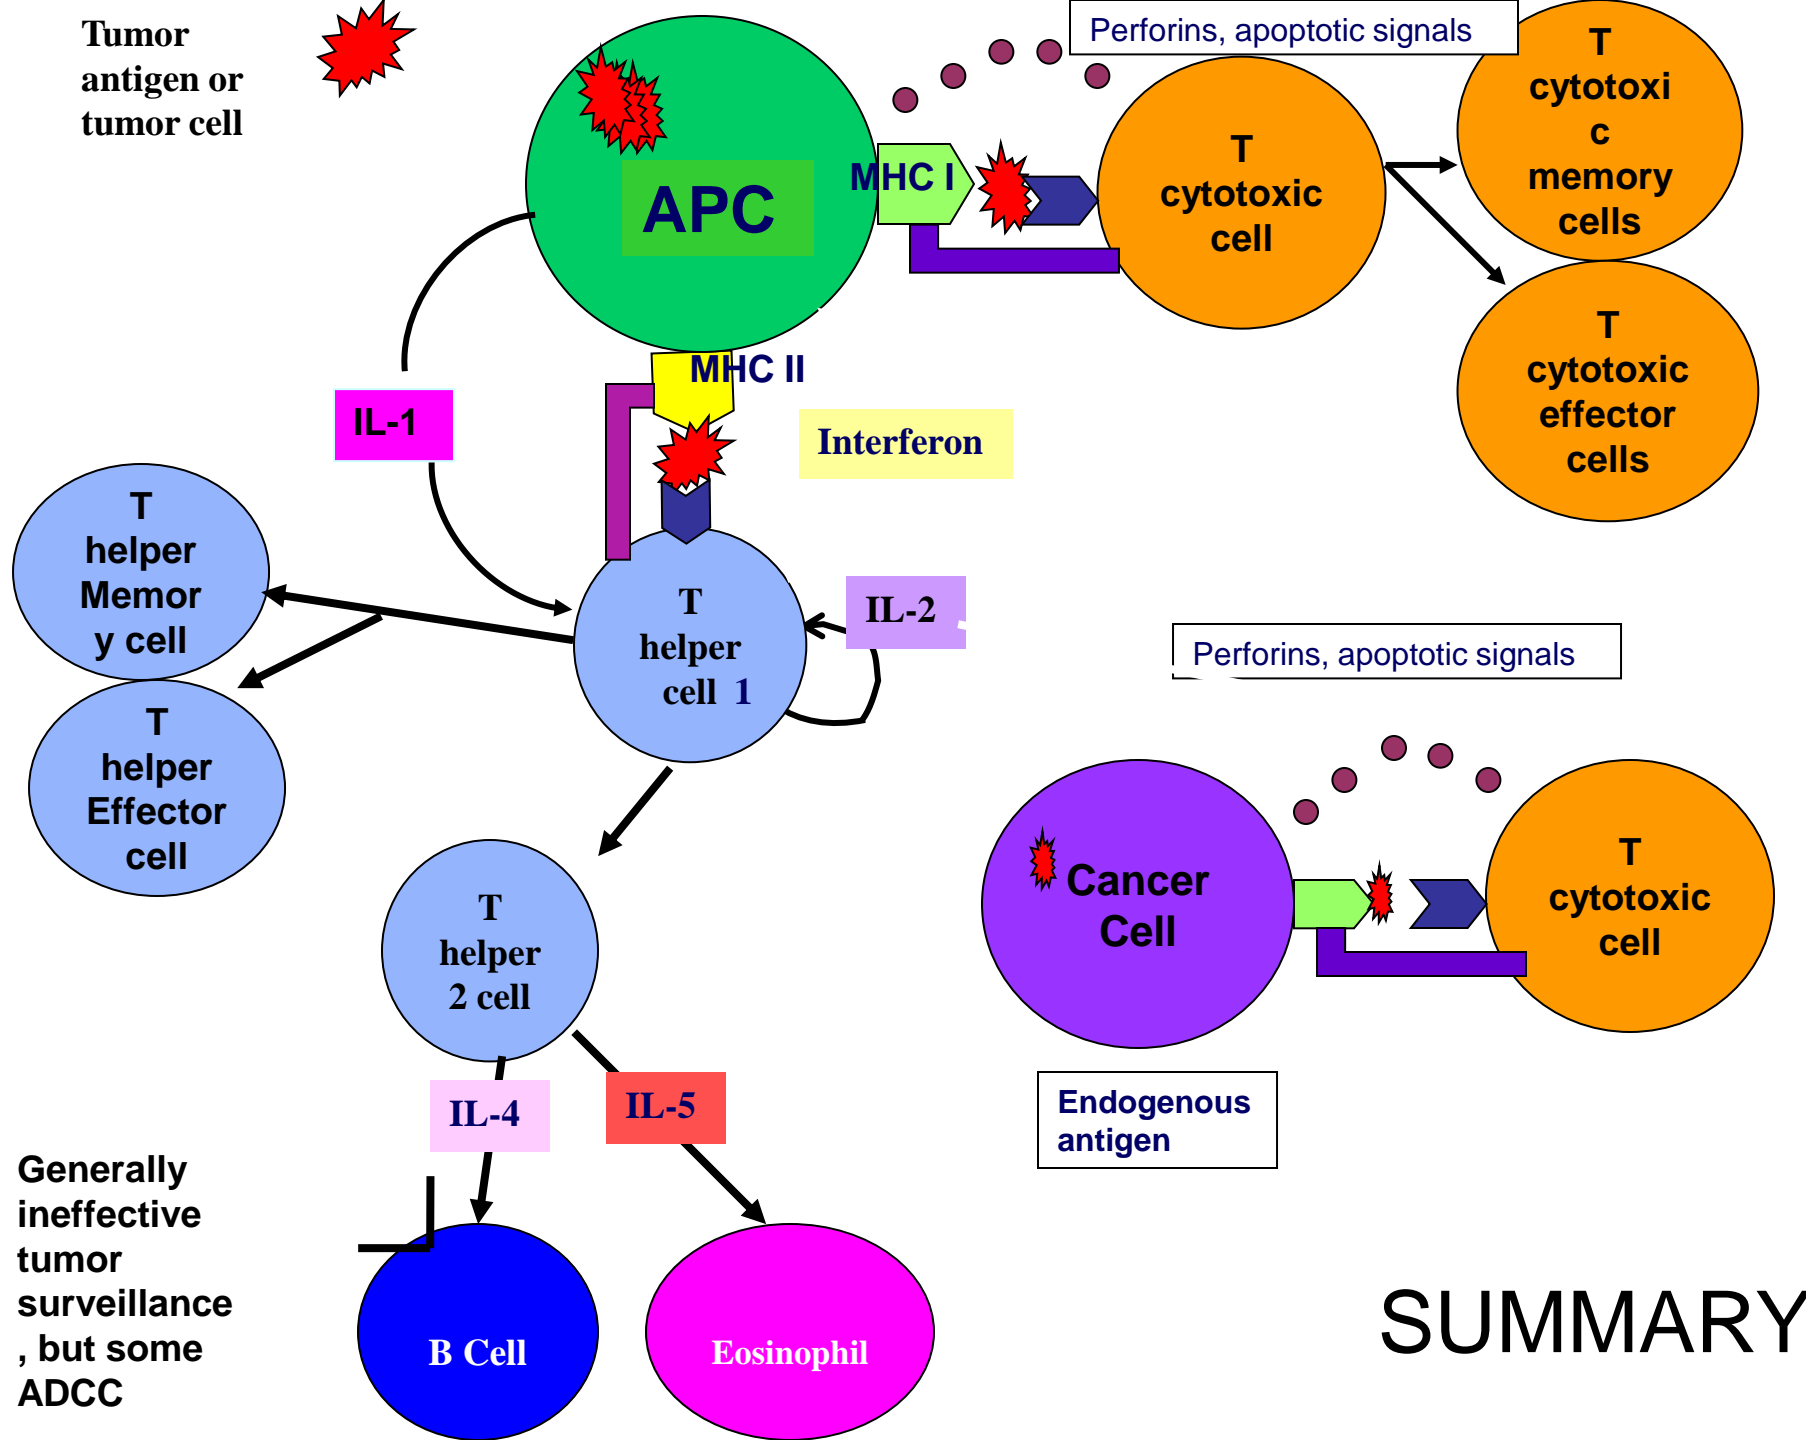 Tumor
antigen or
tumor cell
Perforins, apoptotic signals
APC
MHC I
T
cytotoxic
cell
T
cytotoxi
c
memory
cells
T
cytotoxic
effector
cells
MHC II
IL-1
Interferon
T
helper
Memor
y cell
T
helper
Effector
cell
T
helper
cell 1
IL-2
Perforins, apoptotic signals
Cancer
Cell
T
cytotoxic
cell
Endogenous
antigen
T
helper
2 cell
IL-4
IL-5
Generally
ineffective
tumor
surveillance
, but some
ADCC
B Cell
Eosinophil
SUMMARY